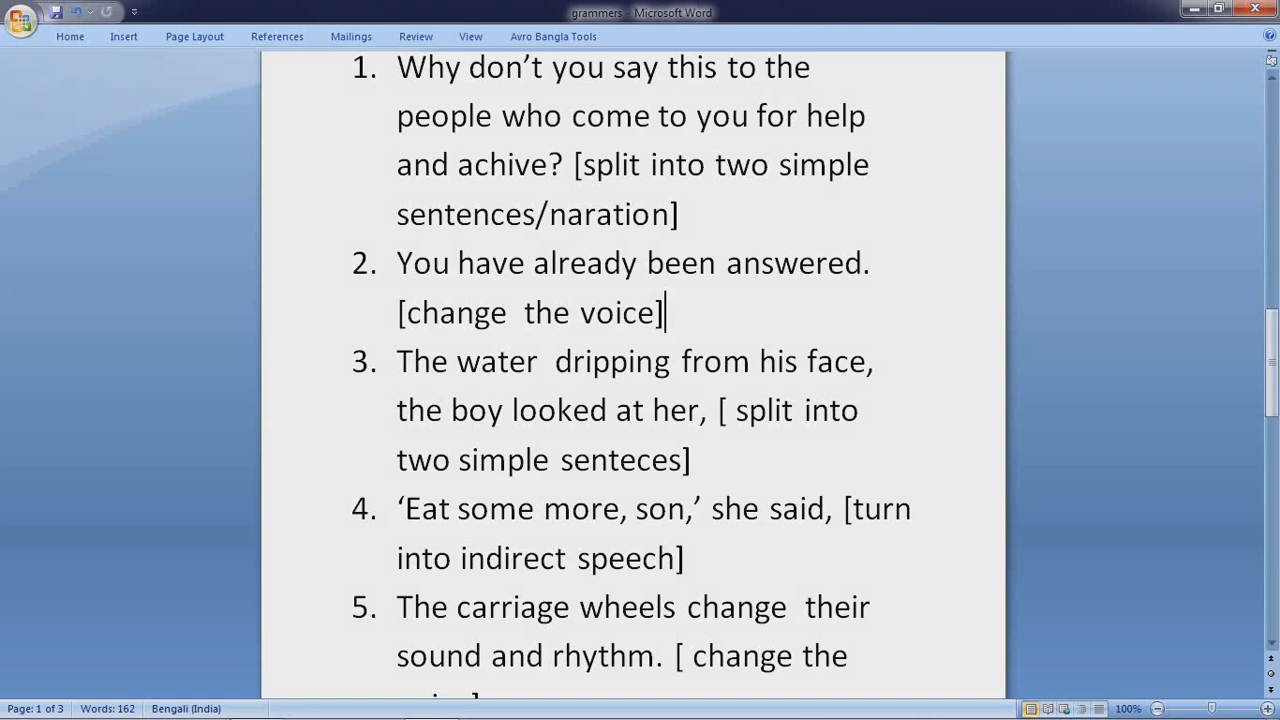 grammers - Microsoft Word
Home Insert Page Layout References Mailings Review View Avro Bangla Tools
1. Why don’t you say this to the
people who come to you for help
and achive? [split into two simple
sentences/naration]
2. You have already been answered.
[change the voice]
3. The water dripping from his face,
the boy looked at her, [ split into
two simple senteces]
4. ‘Eat some more, son,’ she said, [turn
into indirect speech]
5. The carriage wheels change their
sound and rhythm. [ change the
Page: 1 of 3 Words: 162 Bengali (India) 100%